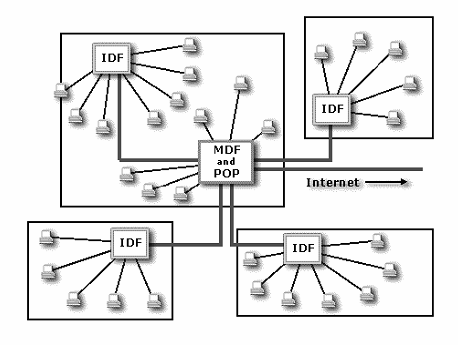 IDF
IDF
MDF
and
POP
Internet
IDF
IDF